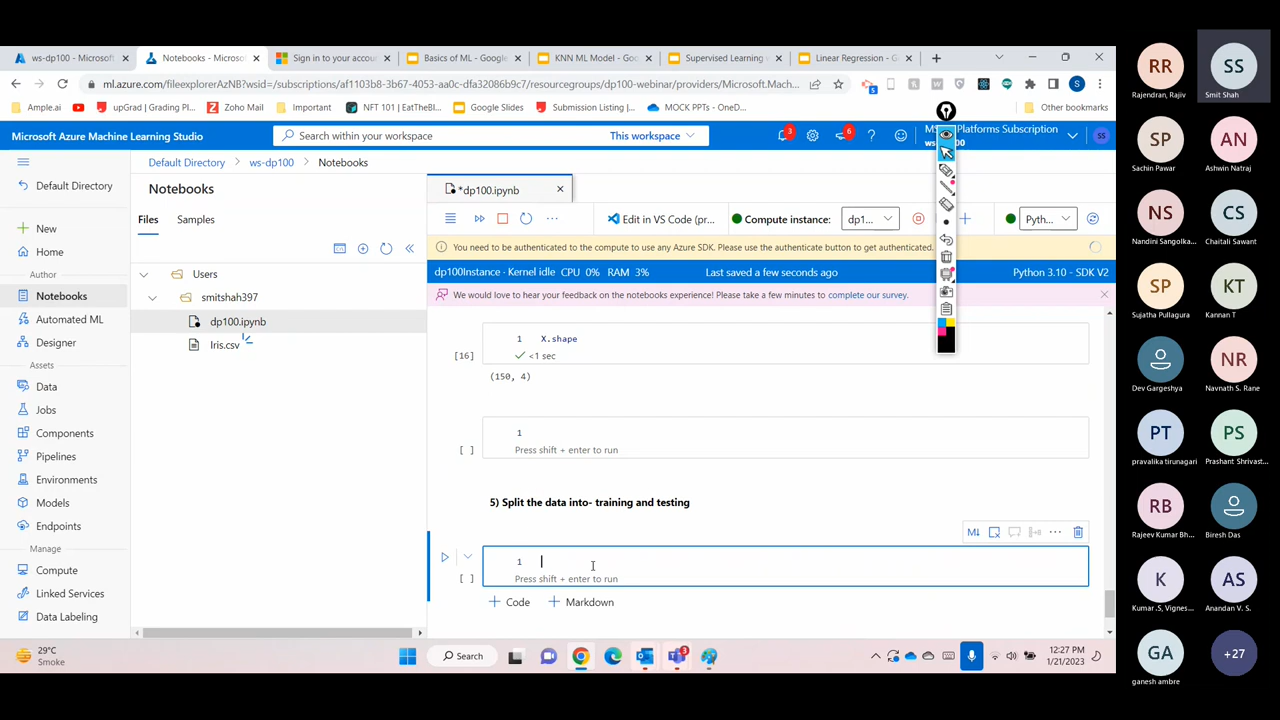 ws-dp100 - Microsoft
Notebooks - Microso
Sign in to your accou
Basics of ML - Google
KNN ML Model - Goo
Supervised Learning
Linear Regression - G
ml.azure.com/fileexplorerAzNB?wsid=/subscriptions/af1103b8-3b67-4053-aa0c-dfa32086b9c7/resourcegroups/dp100-webinar/providers/Microsoft.Mach...
Ample.ai
upGrad | Grading Pl...
Zoho Mail
Important
NFT 101 | EatTheBl...
Google Slides
Submission Listing /...
MOCK PPTs - OneD...
Other bookmarks
Microsoft Azure Machine Learning Studio
Search within your workspace
This workspace
3
6
Platforms Subscription
SS
Default Directory
ws-dp100
Notebooks
Default Directory
New
Home
Author
Notebooks
Automated ML
Designer
Assets
Data
Jobs
Components
Pipelines
Environments
Models
Endpoints
Manage
Compute
Linked Services
Data Labeling
Notebooks
Files
Samples
Users
smitshah397
dp100.ipynb
Iris.csv
*dp100.ipynb
Edit in VS Code (pr...
Compute instance:
dp1...
Pyth...
You need to be authenticated to the compute to use any Azure SDK. Please use the authenticate button to get authenticated.
dp100Instance - Kernel idle CPU 0% RAM 3%
Last saved a few seconds ago
Python 3.10 - SDK V2
We would love to hear your feedback on the notebooks experience! Please take a few minutes to complete our survey.
1 X.shape
[16] <1 sec
(150, 4)
1
[ ] Press shift + enter to run
5) Split the data into- training and testing
M↓
1
[ ] Press shift + enter to run
+ Code + Markdown
29°C
Smoke
Search
3
12:27 PM
1/21/2023
RR
Rajendran, Rajiv
SS
Smit Shah
SP
Sachin Pawar
AN
Ashwin Natraj
NS
Nandini Sangolka...
CS
Chaitali Sawant
SP
Sujatha Pullagura
KT
Kannan T
Dev Gargeshya
NR
Navnath S. Rane
PT
pravalika tirunagari
PS
Prashant Shrivast...
RB
Rajeev Kumar Bh...
Biresh Das
K
Kumar .S, Vignes...
AS
Anandan V. S.
GA
ganesh ambre
+27